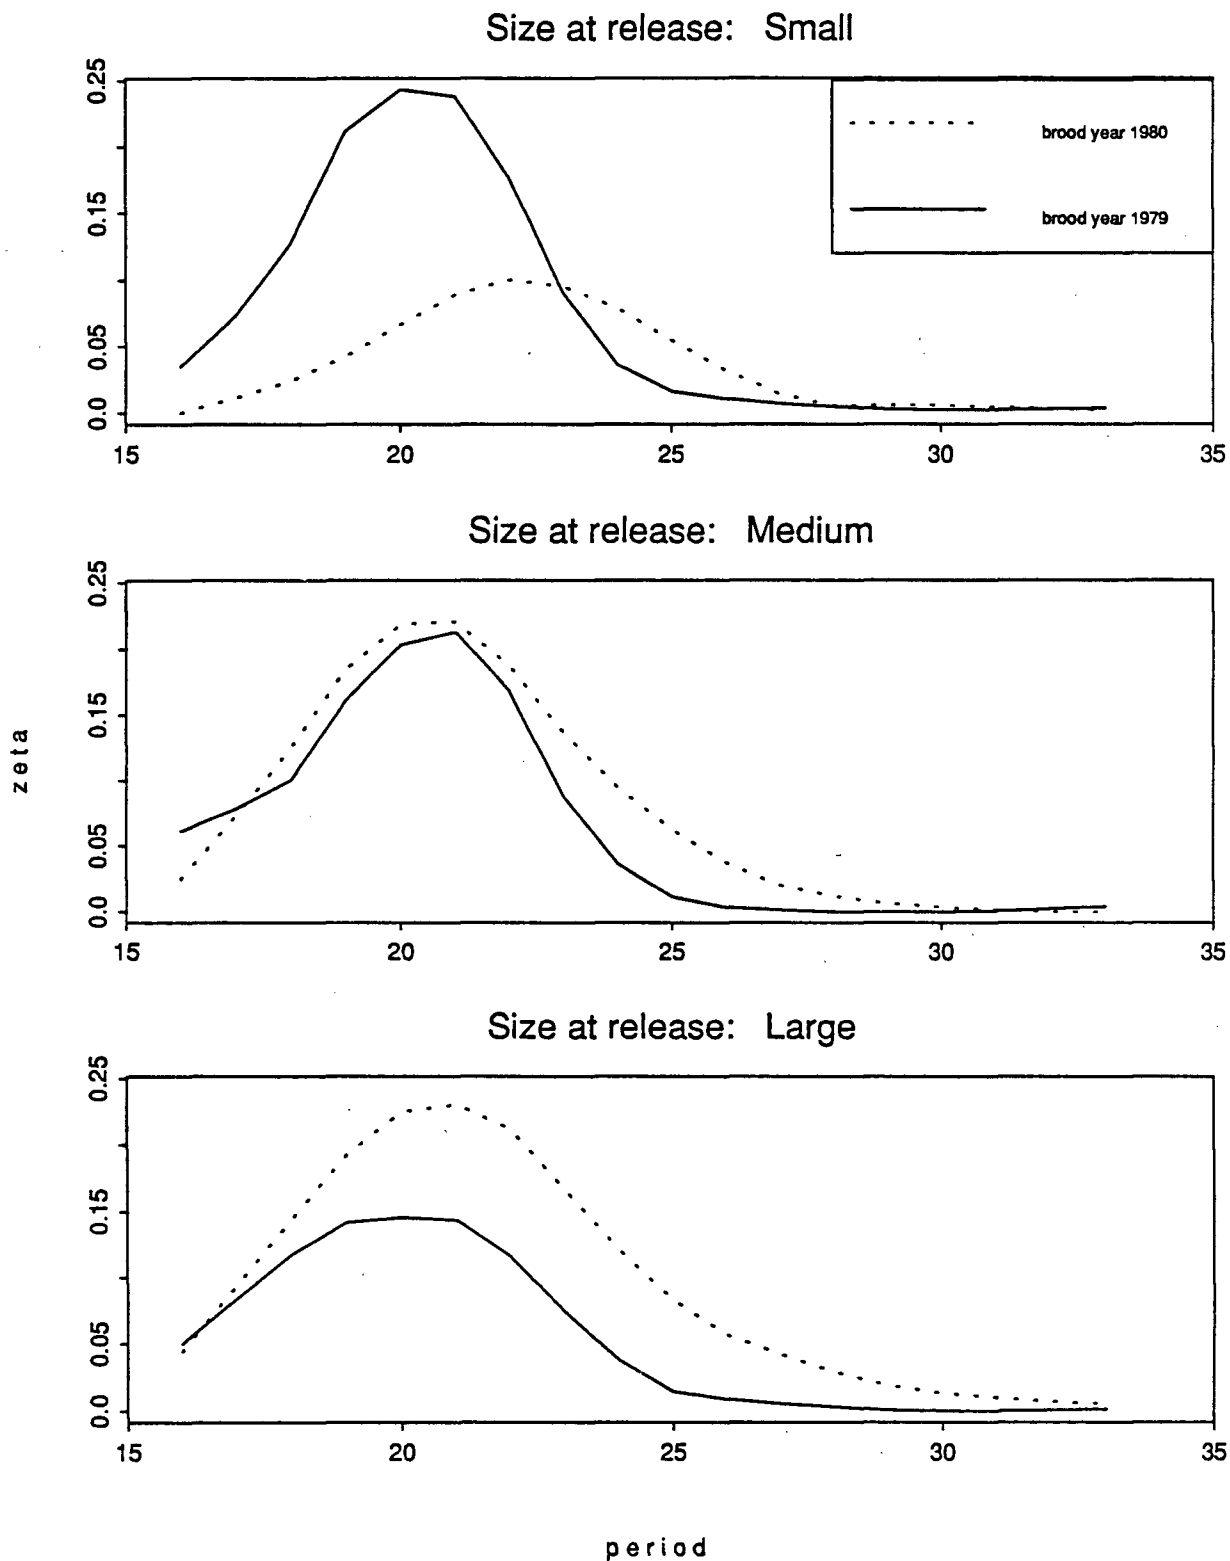 Size at release: Small
0.25
0.15
0.05
0.0
brood year 1980
brood year 1979
15 20 25 30 35
Size at release: Medium
0.25
0.15
0.05
0.0
15 20 25 30 35
zeta
Size at release: Large
0.25
0.15
0.05
0.0
15 20 25 30 35
period